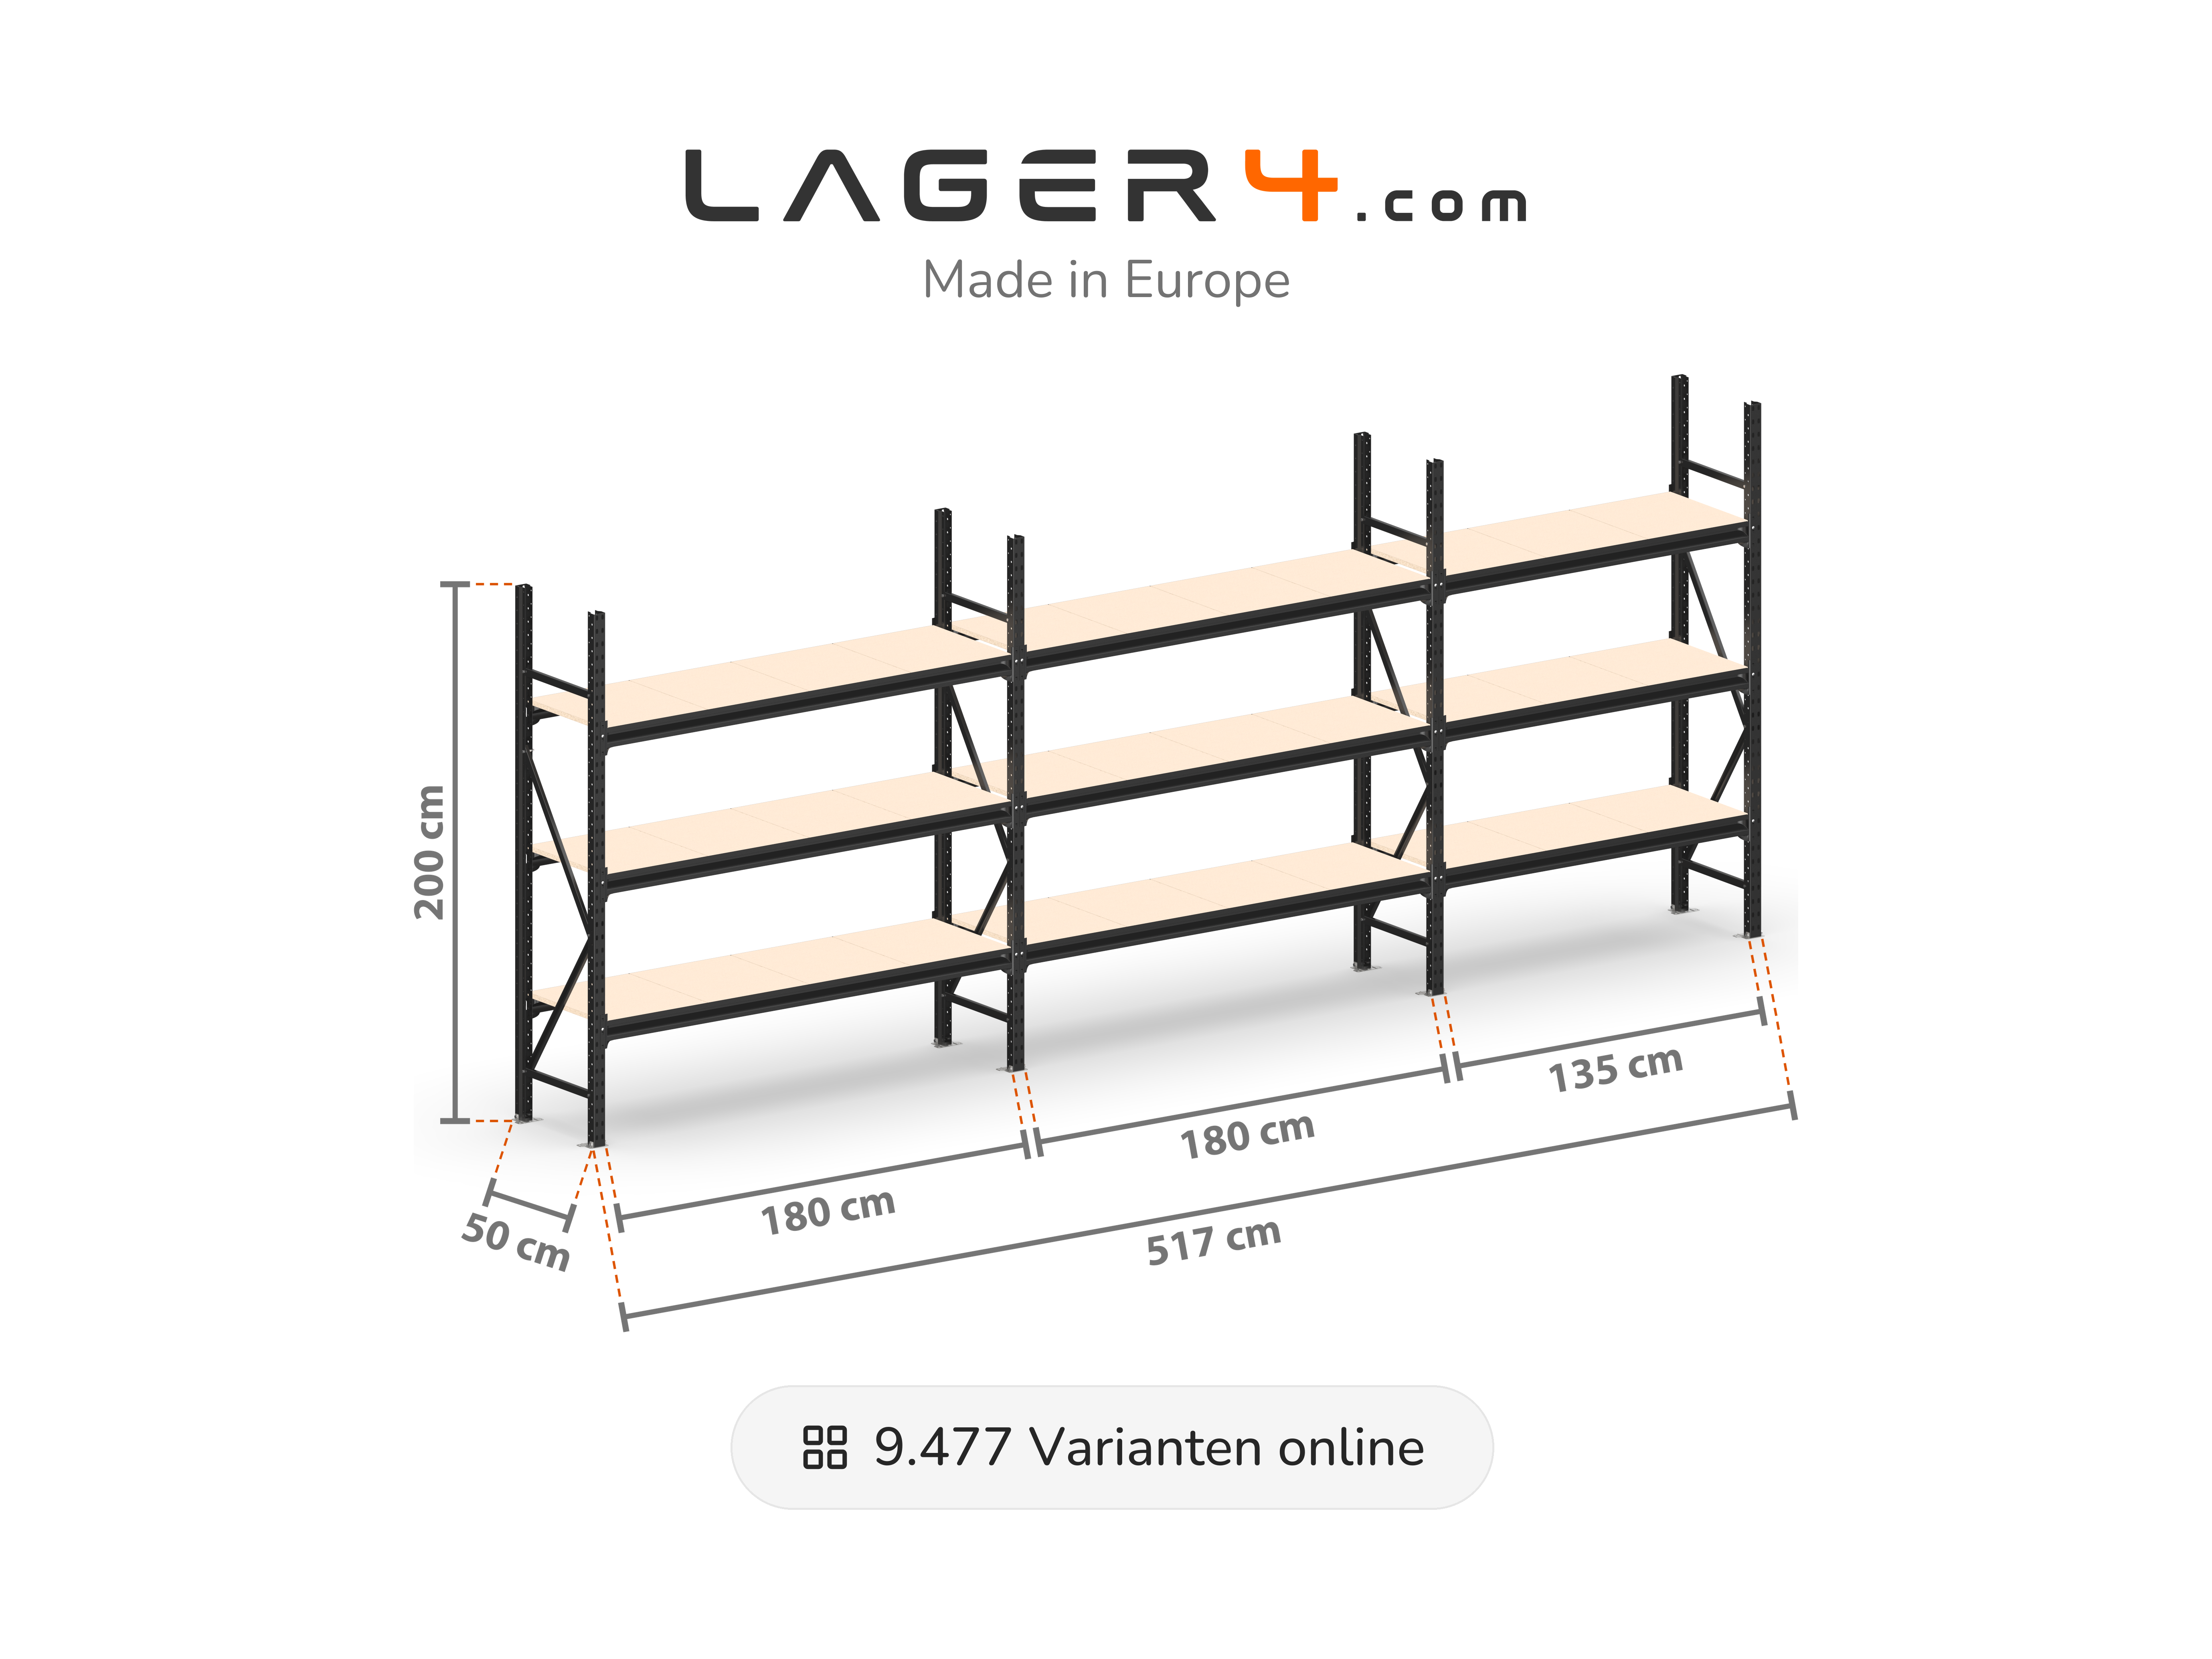 LAGER4.com
Made in Europe
200 cm
50 cm
180 cm
180 cm
135 cm
517 cm
9.477 Varianten online